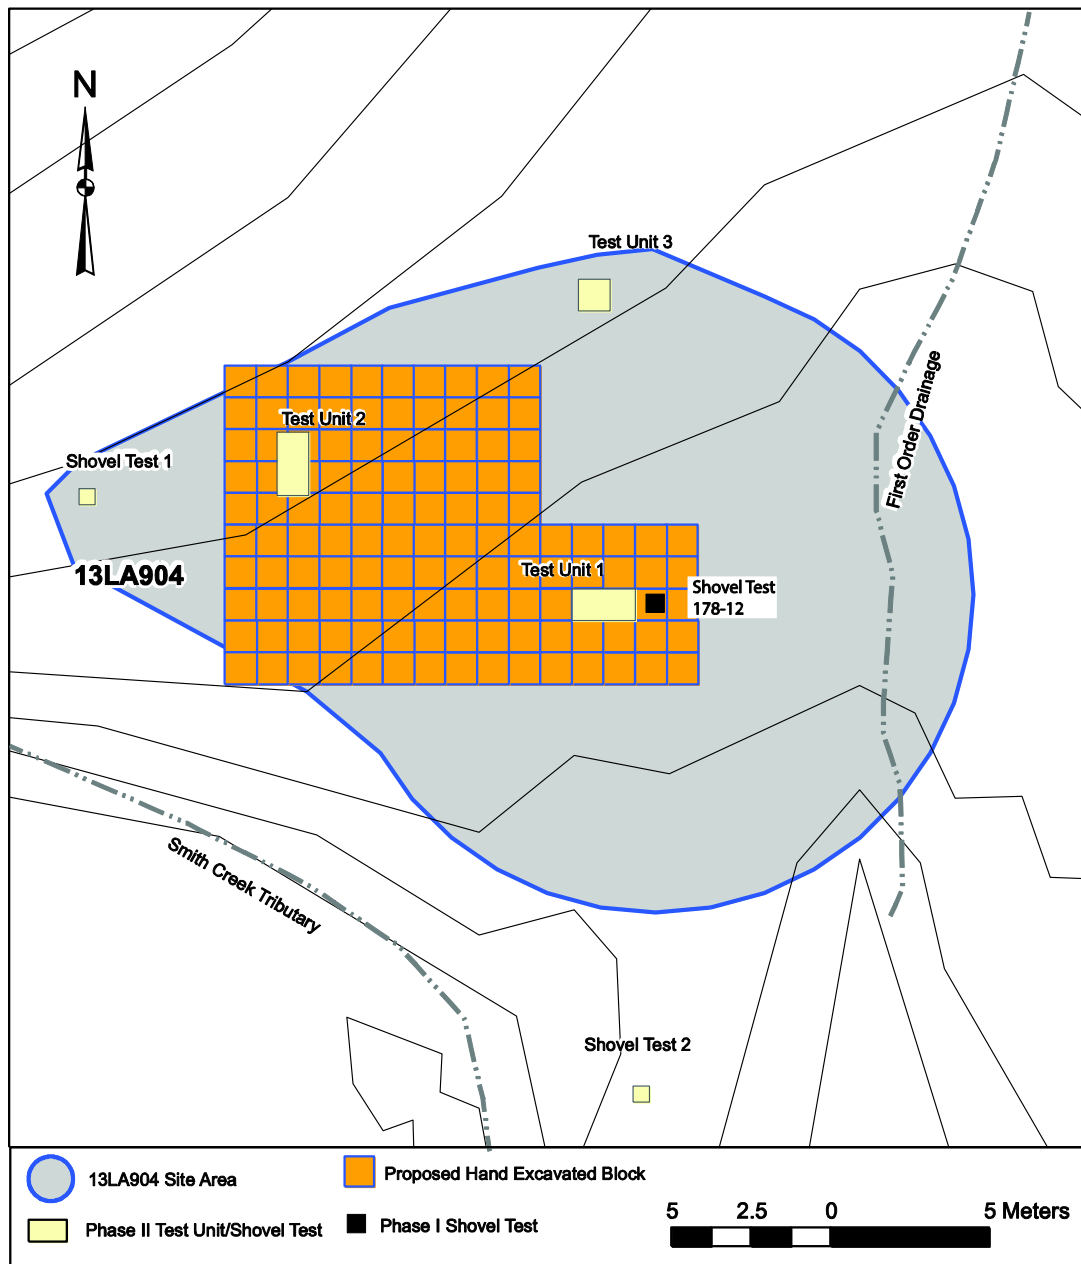 N
Test Unit 3
First Order Drainage
Test Unit 2
Shovel Test 1
13LA904
Test Unit 1
Shovel Test
178-12
Smith Creek Tributary
Shovel Test 2
13LA904 Site Area
Proposed Hand Excavated Block
Phase II Test Unit/Shovel Test
Phase I Shovel Test
5 2.5 0 5 Meters